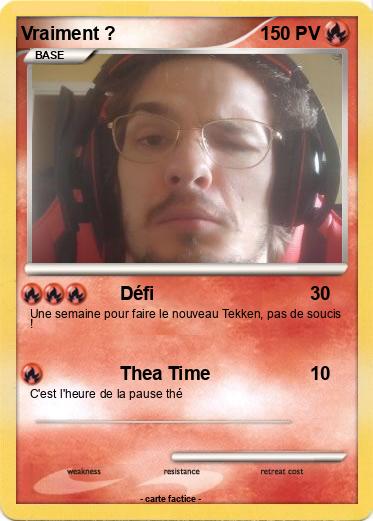 Vraiment ? 150 PV
BASE
Défi 30
Une semaine pour faire le nouveau Tekken, pas de soucis
!
Thea Time 10
C'est l'heure de la pause thé
weakness resistance retreat cost
- carte factice -